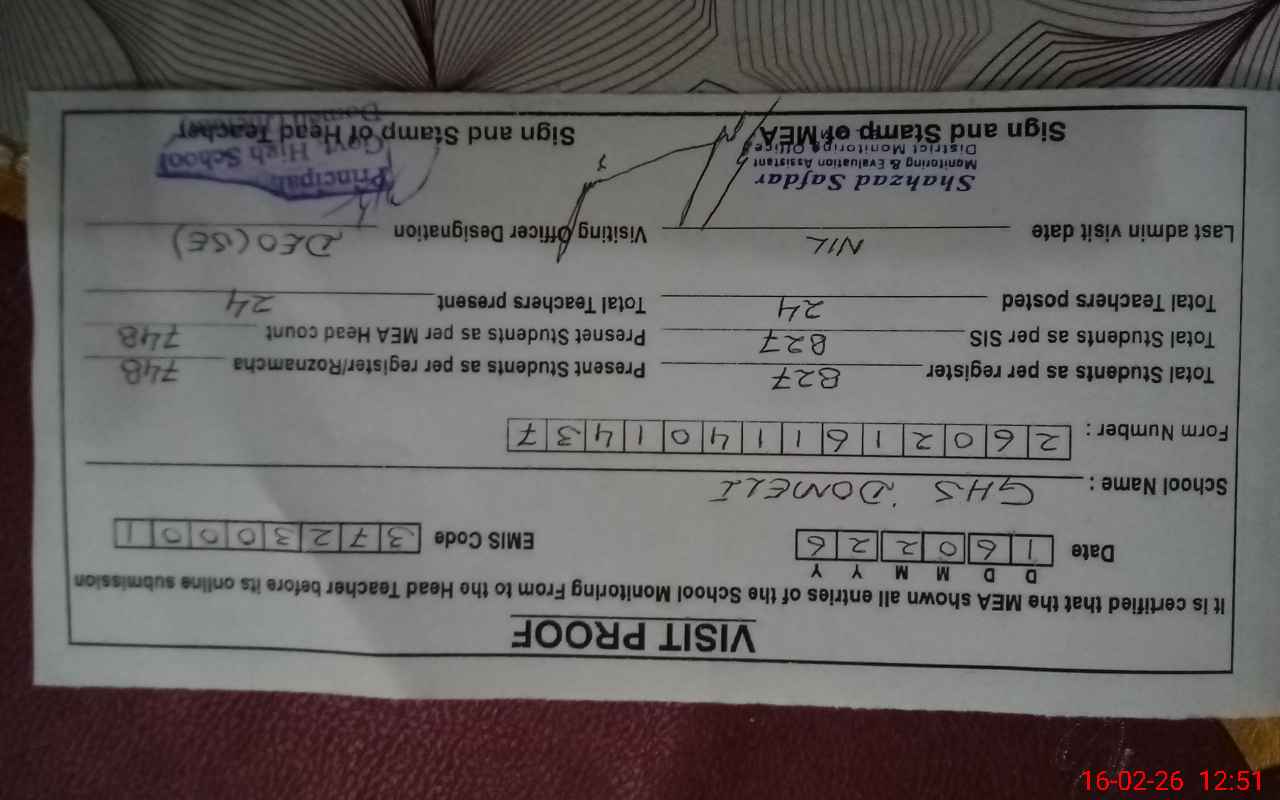 VISIT PROOF
It is certified that the MEA shown all entries of the School Monitoring From to the Head Teacher before its online submission
D D M M Y Y
Date 1 6 0 2 2 6 EMIS Code 3 7 2 3 0 0 0 1
School Name : GHS DOMELI
Form Number : 2 6 0 2 1 6 1 1 4 0 1 4 3 7
Total Students as per register 827 Present Students as per register/Roznamcha 748
Total Students as per SIS 827 Presnet Students as per MEA Head count 748
Total Teachers posted 24 Total Teachers present 24
Last admin visit date NIL Visiting Officer Designation DEO (SE)
Shahzad Safdar
Monitoring & Evaluation Assistant
District Monitoring Office
Principal
Govt. High School
Sign and Stamp of MEA Sign and Stamp of Head Teacher
16-02-26 12:51